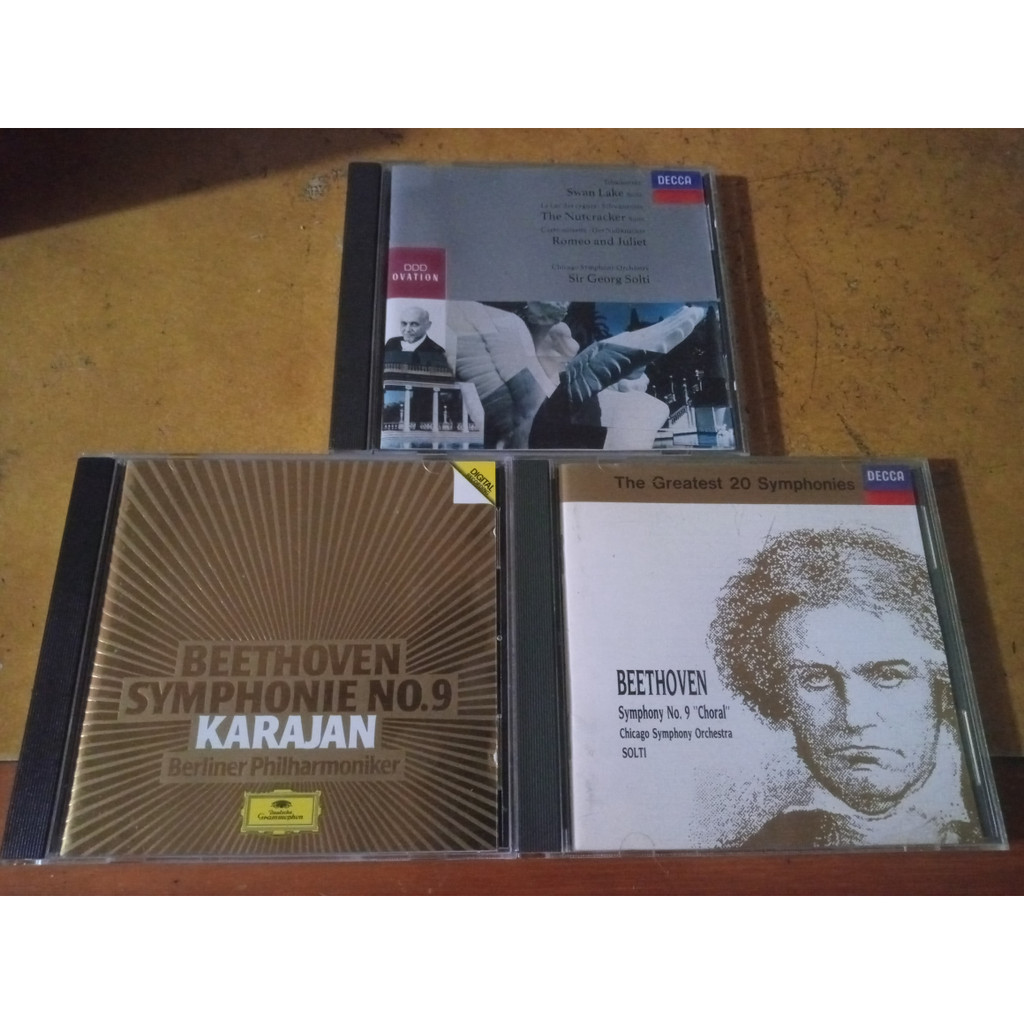 DECCA
Tchaikovsky
Swan Lake Suite
The Nutcracker Suite
Romeo and Juliet
Chicago Symphony Orchestra
Sir Georg Solti
DDD
OVATION
DIGITAL
BEETHOVEN
SYMPHONIE NO.9
KARAJAN
Berliner Philharmoniker
Deutsche
Grammophon
The Greatest 20 Symphonies
DECCA
BEETHOVEN
Symphony No. 9 "Choral"
Chicago Symphony Orchestra
SOLTI